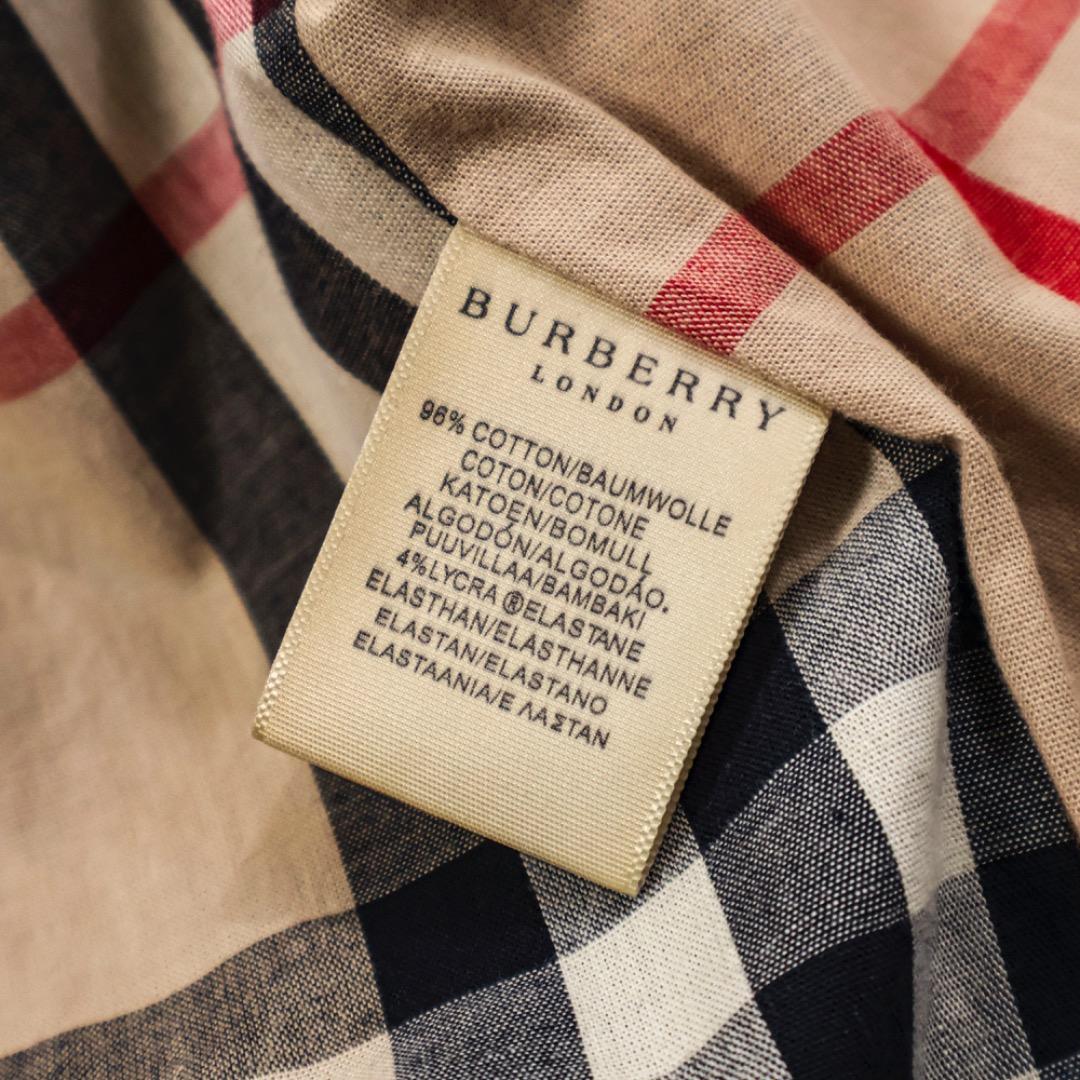 BURBERRY
LONDON
96% COTTON/BAUMWOLLE
COTON/COTONE
KATOEN/BOMULL
ALGODÓN/ALGODÁO.
PUUVILLAA/BAMBAKI
4%LYCRA ®ELASTANE
ELASTHAN/ELASTHANNE
ELASTAN/ELASTANO
ELASTAANIA/E ΛΑΣΤΑΝ